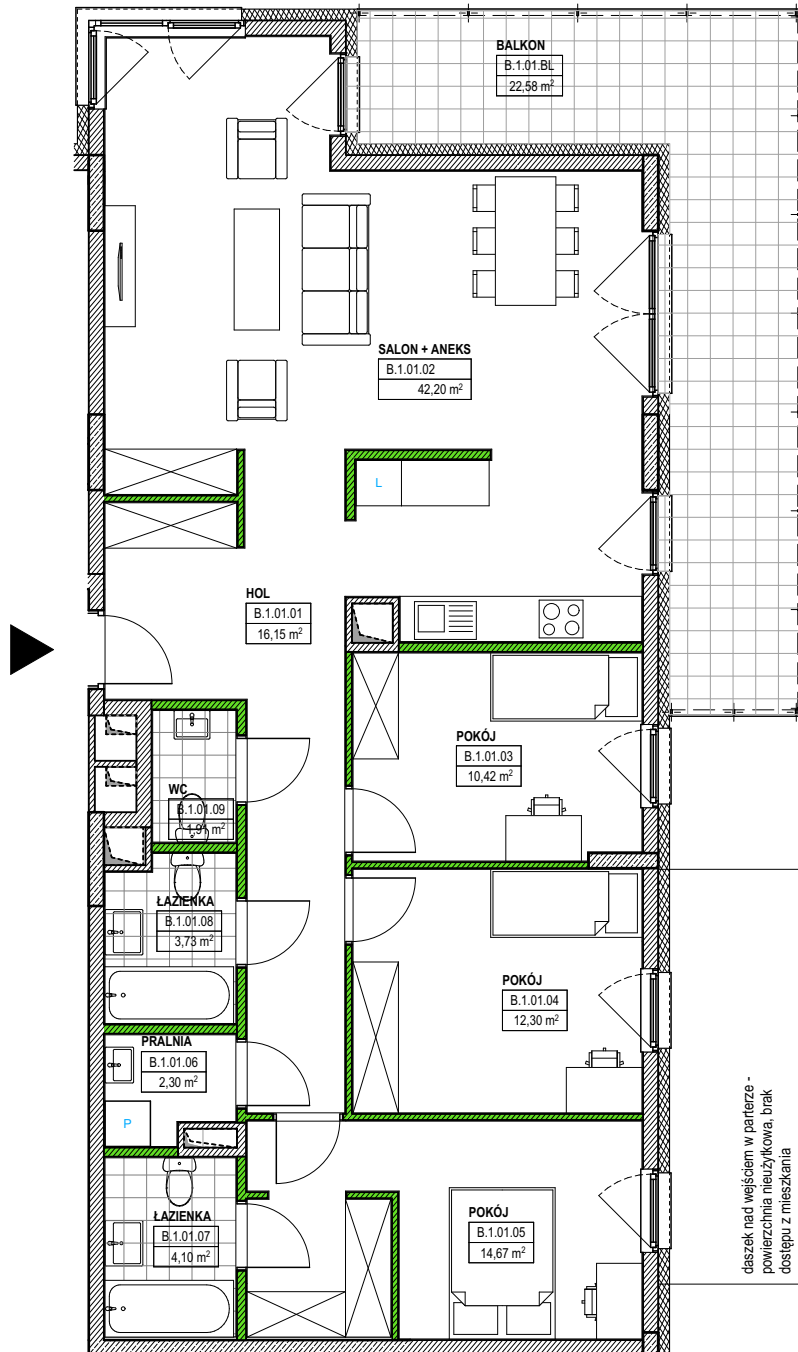 BALKON
B.1.01.BL
22,58 m²
SALON + ANEKS
B.1.01.02
42,20 m²
L
HOL
B.1.01.01
16,15 m²
POKÓJ
B.1.01.03
10,42 m²
WC
B.1.01.09
1,91 m²
ŁAZIENKA
B.1.01.08
3,73 m²
POKÓJ
B.1.01.04
12,30 m²
PRALNIA
B.1.01.06
2,30 m²
P
ŁAZIENKA
B.1.01.07
4,10 m²
POKÓJ
B.1.01.05
14,67 m²
daszek nad wejściem w parterze -
powierzchnia nieużytkowa, brak
dostępu z mieszkania